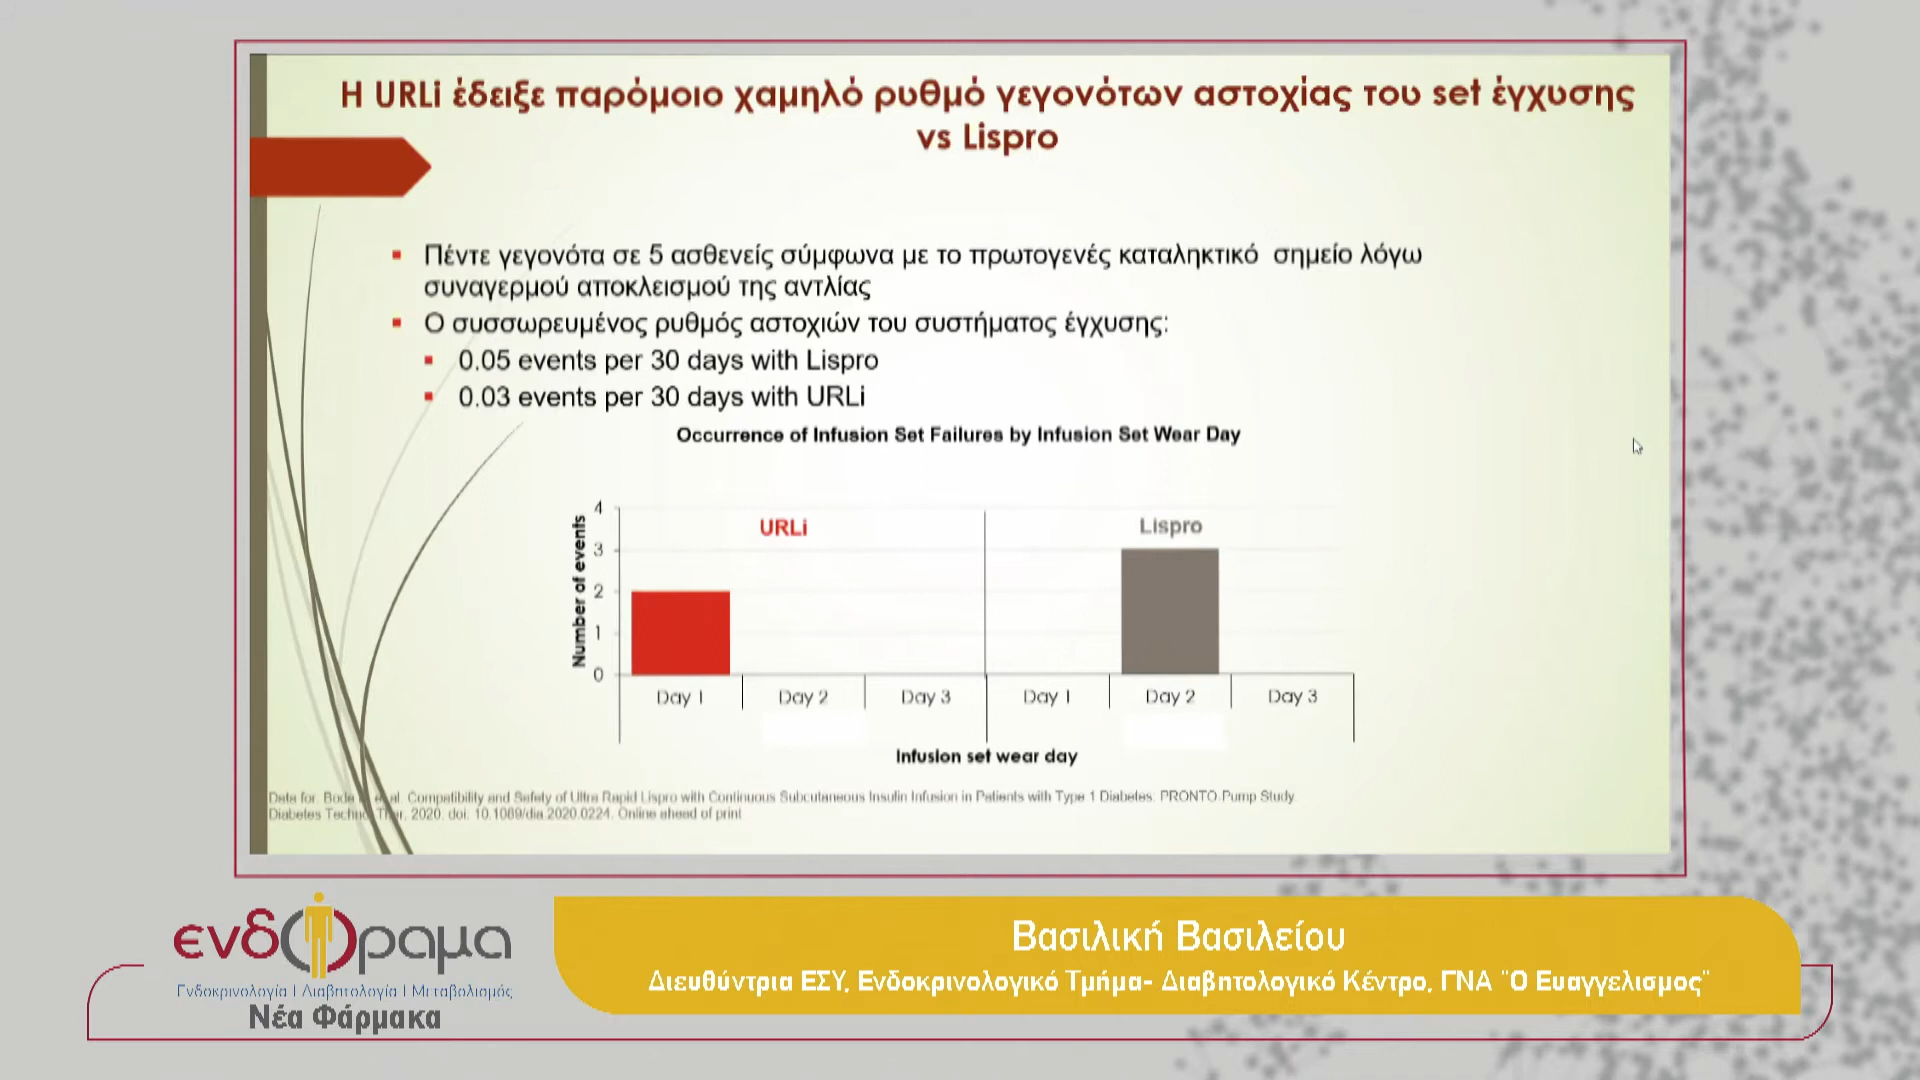 Η URLi έδειξε παρόμοιο χαμηλό ρυθμό γεγονότων αστοχίας του set έγχυσης
vs Lispro
Πέντε γεγονότα σε 5 ασθενείς σύμφωνα με το πρωτογενές καταληκτικό σημείο λόγω
συναγερμού αποκλεισμού της αντλίας
Ο συσσωρευμένος ρυθμός αστοχιών του συστήματος έγχυσης:
0.05 events per 30 days with Lispro
0.03 events per 30 days with URLi
Occurrence of Infusion Set Failures by Infusion Set Wear Day
Number of events
4
3
2
1
0
URLi
Lispro
Day 1 Day 2 Day 3 Day 1 Day 2 Day 3
Infusion set wear day
Data for: Bode al. Compatibility and Safety of Ultra Rapid Lispro with Continuous Subcutaneous Insulin Infusion in Patients with Type 1 Diabetes: PRONTO Pump Study.
Diabetes 2020. doi: 10.1089/dia.2020.0224. Online ahead of print
ενδοραμα
Ενδοκρινολογία | Διαβητολογία | Μεταβολισμός
Νέα Φάρμακα
Βασιλική Βασιλείου
Διευθύντρια ΕΣΥ, Ενδοκρινολογικό Τμήμα- Διαβητολογικό Κέντρο, ΓΝΑ "Ο Ευαγγελισμος"